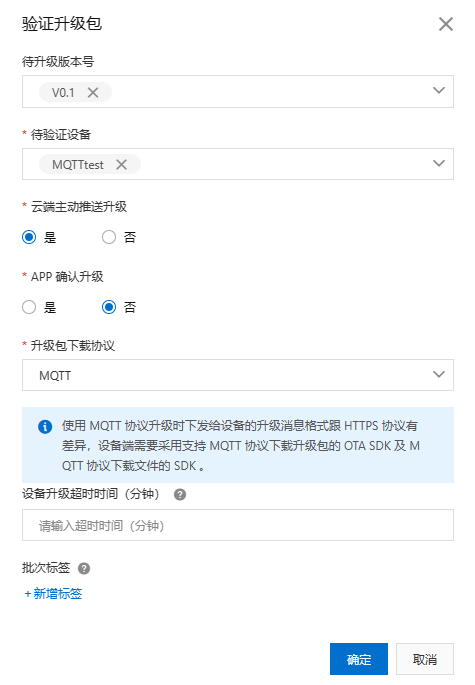 验证升级包
待升级版本号
V0.1
* 待验证设备
MQTTtest
* 云端主动推送升级
是 否
* APP 确认升级
是 否
* 升级包下载协议
MQTT
使用 MQTT 协议升级时下发给设备的升级消息格式跟 HTTPS 协议有
差异，设备端需要采用支持 MQTT 协议下载升级包的 OTA SDK 及 M
QTT 协议下载文件的 SDK 。
设备升级超时时间（分钟） ?
请输入超时时间（分钟）
批次标签 ?
+新增标签
确定 取消